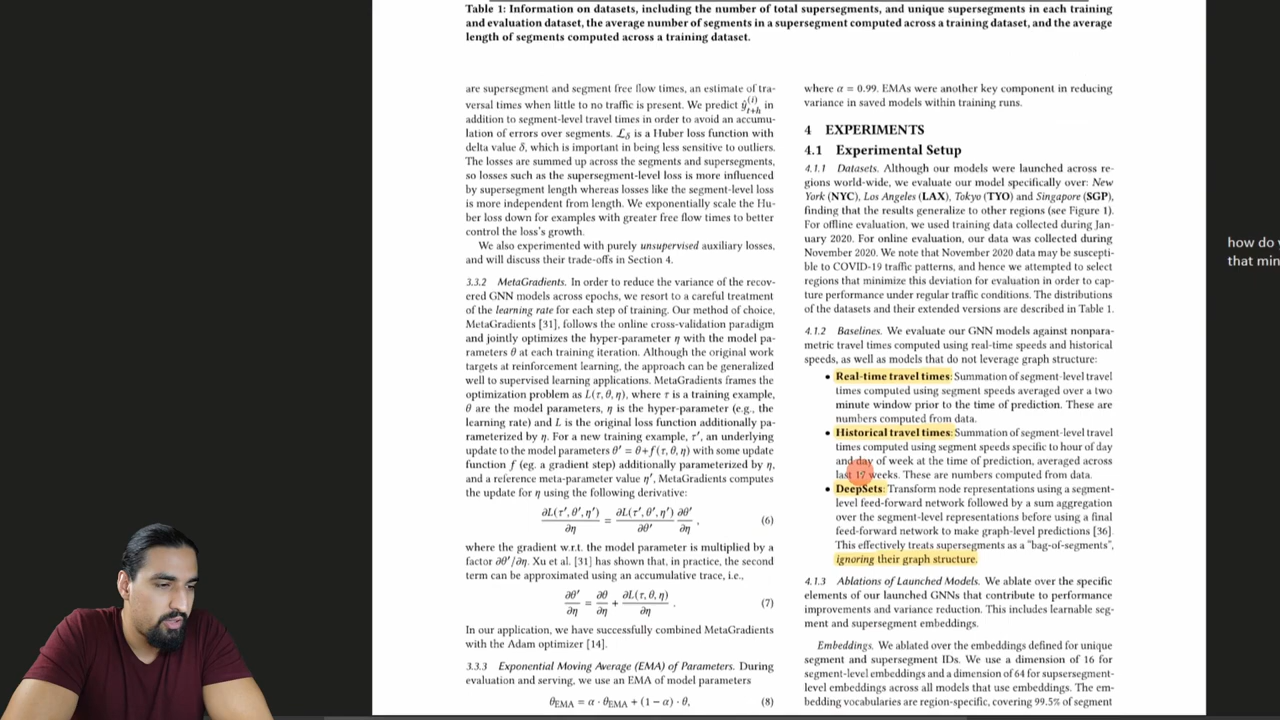 Table 1: Information on datasets, including the number of total supersegments, and unique supersegments in each training
and evaluation dataset, the average number of segments in a supersegment computed across a training dataset, and the average
length of segments computed across a training dataset.
are supersegment and segment free flow times, an estimate of tra-
versal times when little to no traffic is present. We predict ŷ_{t+h}^{(i)} in
addition to segment-level travel times in order to avoid an accumu-
lation of errors over segments. ℒ_δ is a Huber loss function with
delta value δ, which is important in being less sensitive to outliers.
The losses are summed up across the segments and supersegments,
so losses such as the supersegment-level loss is more influenced
by supersegment length whereas losses like the segment-level loss
is more independent from length. We exponentially scale the Hu-
ber loss down for examples with greater free flow times to better
control the loss's growth.
We also experimented with purely unsupervised auxiliary losses,
and will discuss their trade-offs in Section 4.
3.3.2 MetaGradients. In order to reduce the variance of the recov-
ered GNN models across epochs, we resort to a careful treatment
of the learning rate for each step of training. Our method of choice,
MetaGradients [31], follows the online cross-validation paradigm
and jointly optimizes the hyper-parameter η with the model pa-
rameters θ at each training iteration. Although the original work
targets at reinforcement learning, the approach can be generalized
well to supervised learning applications. MetaGradients frames the
optimization problem as L(τ, θ, η), where τ is a training example,
θ are the model parameters, η is the hyper-parameter (e.g., the
learning rate) and L is the original loss function additionally pa-
rameterized by η. For a new training example, τ′, an underlying
update to the model parameters θ′ = θ+f(τ, θ, η) with some update
function f (eg. a gradient step) additionally parameterized by η,
and a reference meta-parameter value η′, MetaGradients computes
the update for η using the following derivative:
∂L(τ′, θ′, η′)/∂η = ∂L(τ′, θ′, η′)/∂θ′ ∂θ′/∂η , (6)
where the gradient w.r.t. the model parameter is multiplied by a
factor ∂θ′/∂η. Xu et al. [31] has shown that, in practice, the second
term can be approximated using an accumulative trace, i.e.,
∂θ′/∂η = ∂θ/∂η + ∂L(τ, θ, η)/∂η . (7)
In our application, we have successfully combined MetaGradients
with the Adam optimizer [14].
3.3.3 Exponential Moving Average (EMA) of Parameters. During
evaluation and serving, we use an EMA of model parameters
θ_EMA = α · θ_EMA + (1 − α) · θ, (8)
where α = 0.99. EMAs were another key component in reducing
variance in saved models within training runs.
4 EXPERIMENTS
4.1 Experimental Setup
4.1.1 Datasets. Although our models were launched across re-
gions world-wide, we evaluate our model specifically over: New
York (NYC), Los Angeles (LAX), Tokyo (TYO) and Singapore (SGP),
finding that the results generalize to other regions (see Figure 1).
For offline evaluation, we used training data collected during Jan-
uary 2020. For online evaluation, our data was collected during
November 2020. We note that November 2020 data may be suscepti-
ble to COVID-19 traffic patterns, and hence we attempted to select
regions that minimize this deviation for evaluation in order to cap-
ture performance under regular traffic conditions. The distributions
of the datasets and their extended versions are described in Table 1.
4.1.2 Baselines. We evaluate our GNN models against nonpara-
metric travel times computed using real-time speeds and historical
speeds, as well as models that do not leverage graph structure:
• Real-time travel times: Summation of segment-level travel
times computed using segment speeds averaged over a two
minute window prior to the time of prediction. These are
numbers computed from data.
• Historical travel times: Summation of segment-level travel
times computed using segment speeds specific to hour of day
and day of week at the time of prediction, averaged across
last 17 weeks. These are numbers computed from data.
• DeepSets: Transform node representations using a segment-
level feed-forward network followed by a sum aggregation
over the segment-level representations before using a final
feed-forward network to make graph-level predictions [36].
This effectively treats supersegments as a "bag-of-segments",
ignoring their graph structure.
4.1.3 Ablations of Launched Models. We ablate over the specific
elements of our launched GNNs that contribute to performance
improvements and variance reduction. This includes learnable seg-
ment and supersegment embeddings.
Embeddings. We ablated over the embeddings defined for unique
segment and supersegment IDs. We use a dimension of 16 for
segment-level embeddings and a dimension of 64 for supersegment-
level embeddings across all models that use embeddings. The em-
bedding vocabularies are region-specific, covering 99.5% of segment
how do
that min